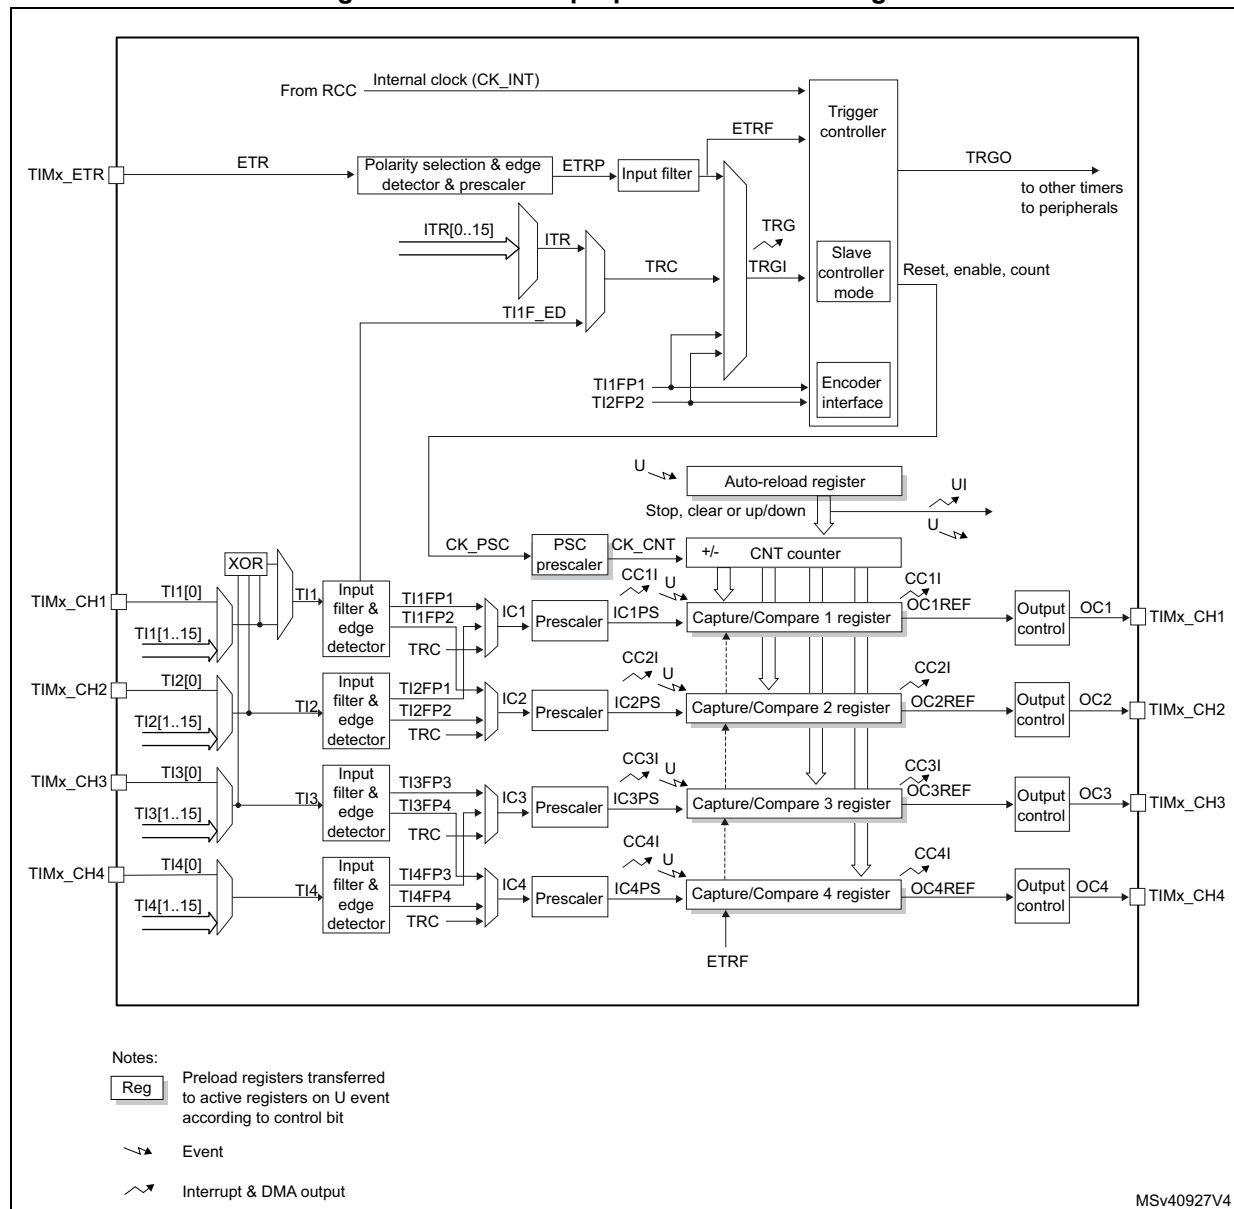 Internal clock (CK_INT)
From RCC
Trigger
controller
ETRF
TIMx_ETR
ETR
Polarity selection & edge
detector & prescaler
ETRP
Input filter
TRGO
to other timers
to peripherals
ITR[0..15]
ITR
TRC
TRG
TRGI
Slave
controller
mode
Reset, enable, count
TI1F_ED
TI1FP1
TI2FP2
Encoder
interface
U
Auto-reload register
UI
Stop, clear or up/down
U
CK_PSC
PSC
prescaler
CK_CNT
+/-
CNT counter
XOR
TIMx_CH1
TI1[0]
TI1[1..15]
TI1
Input
filter &
edge
detector
TI1FP1
TI1FP2
TRC
IC1
Prescaler
IC1PS
CC1I
U
Capture/Compare 1 register
CC1I
OC1REF
Output
control
OC1
TIMx_CH1
TIMx_CH2
TI2[0]
TI2[1..15]
TI2
Input
filter &
edge
detector
TI2FP1
TI2FP2
TRC
IC2
Prescaler
IC2PS
CC2I
U
Capture/Compare 2 register
CC2I
OC2REF
Output
control
OC2
TIMx_CH2
TIMx_CH3
TI3[0]
TI3[1..15]
TI3
Input
filter &
edge
detector
TI3FP3
TI3FP4
TRC
IC3
Prescaler
IC3PS
CC3I
U
Capture/Compare 3 register
CC3I
OC3REF
Output
control
OC3
TIMx_CH3
TIMx_CH4
TI4[0]
TI4[1..15]
TI4
Input
filter &
edge
detector
TI4FP3
TI4FP4
TRC
IC4
Prescaler
IC4PS
CC4I
U
Capture/Compare 4 register
CC4I
OC4REF
Output
control
OC4
TIMx_CH4
ETRF
Notes:
Reg
Preload registers transferred
to active registers on U event
according to control bit
Event
Interrupt & DMA output
MSv40927V4